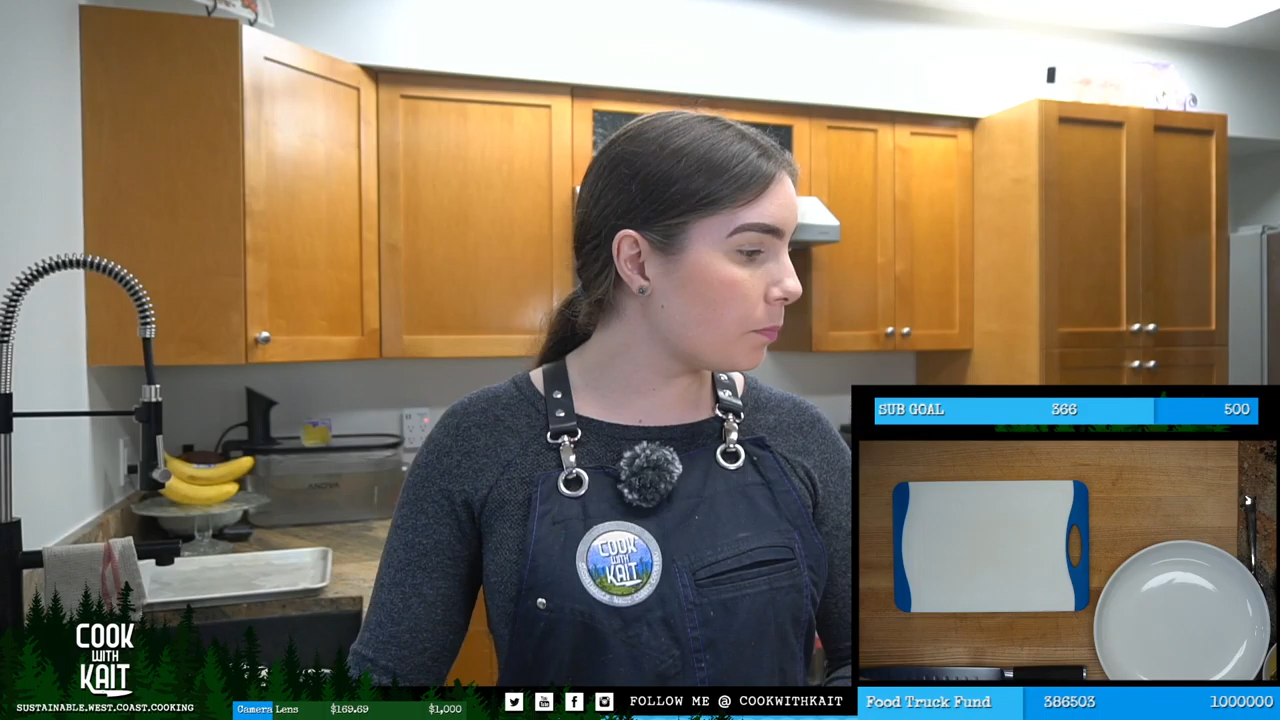 ANOVA
SUB GOAL 366 500
COOK
WITH
KAIT
COOK
WITH
KAIT
SUSTAINABLE.WEST.COAST.COOKING
Camera Lens $169.69 $1,000
FOLLOW ME @ COOKWITHKAIT
Food Truck Fund 386503 1000000